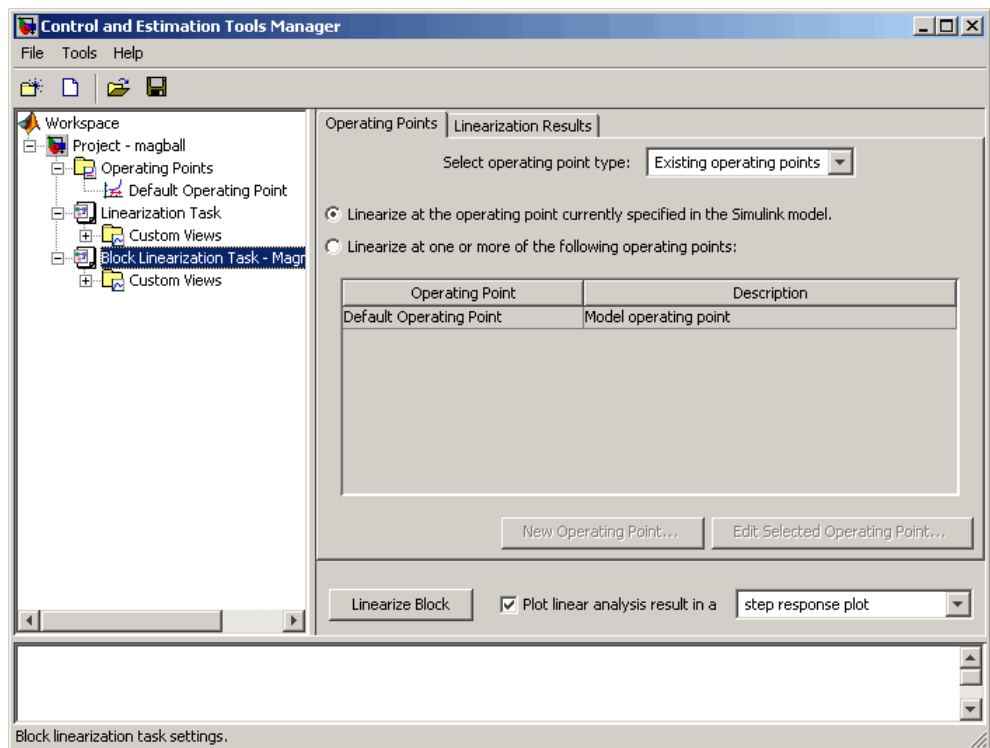 Control and Estimation Tools Manager
File Tools Help
Workspace
Project - magball
Operating Points
Default Operating Point
Linearization Task
Custom Views
Block Linearization Task - Magr
Custom Views
Operating Points Linearization Results
Select operating point type: Existing operating points
Linearize at the operating point currently specified in the Simulink model.
Linearize at one or more of the following operating points:
Operating Point Description
Default Operating Point Model operating point
New Operating Point... Edit Selected Operating Point...
Linearize Block Plot linear analysis result in a step response plot
Block linearization task settings.